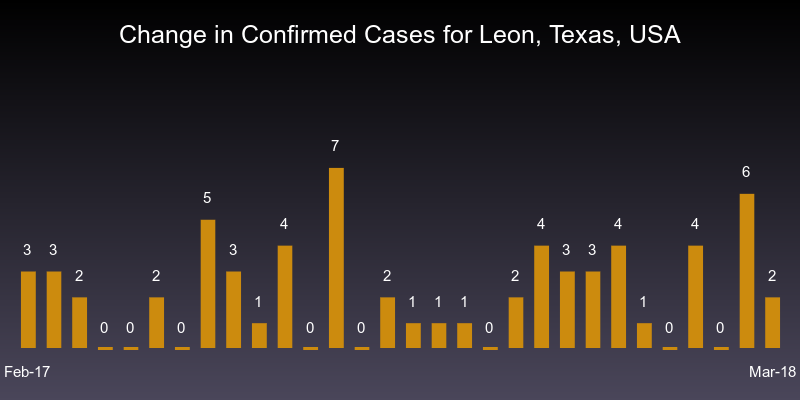 Change in Confirmed Cases for Leon, Texas, USA
3 3 2 0 0 2 0 5 3 1 4 0 7 0 2 1 1 1 0 2 4 3 3 4 1 0 4 0 6 2
Feb-17 Mar-18